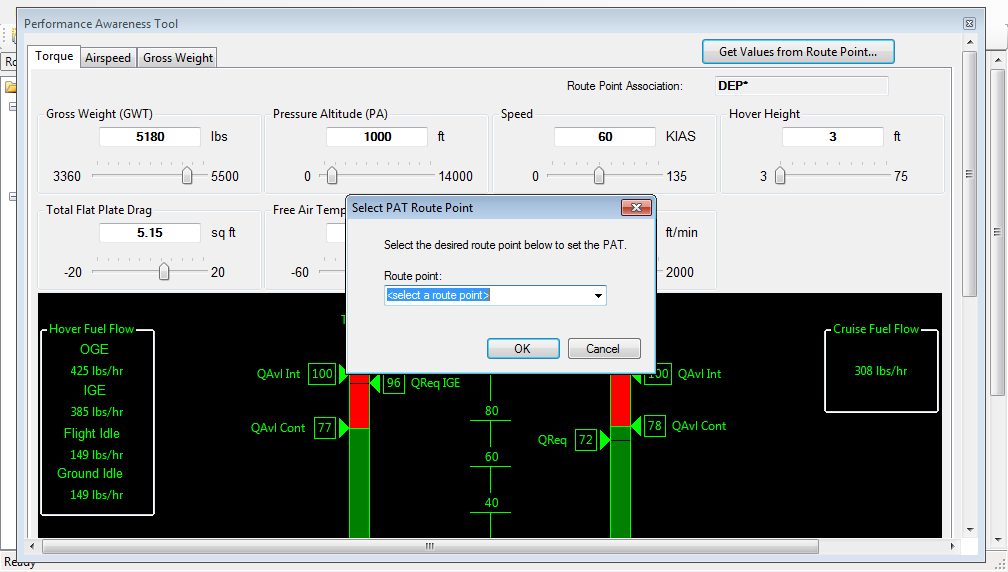 Performance Awareness Tool
Torque Airspeed Gross Weight
Get Values from Route Point...
Route Point Association: DEP*
Gross Weight (GWT)
5180 lbs
3360 5500
Pressure Altitude (PA)
1000 ft
0 14000
Speed
60 KIAS
0 135
Hover Height
3 ft
3 75
Total Flat Plate Drag
5.15 sq ft
-20 20
Free Air Temp
-60
ft/min
2000
Select PAT Route Point
Select the desired route point below to set the PAT.
Route point:
<select a route point>
OK Cancel
Hover Fuel Flow
OGE
425 lbs/hr
IGE
385 lbs/hr
Flight Idle
149 lbs/hr
Ground Idle
149 lbs/hr
QAvl Int 100
96 QReq IGE
QAvl Cont 77
80
60
40
100 QAvl Int
78 QAvl Cont
QReq 72
Cruise Fuel Flow
308 lbs/hr
Ready